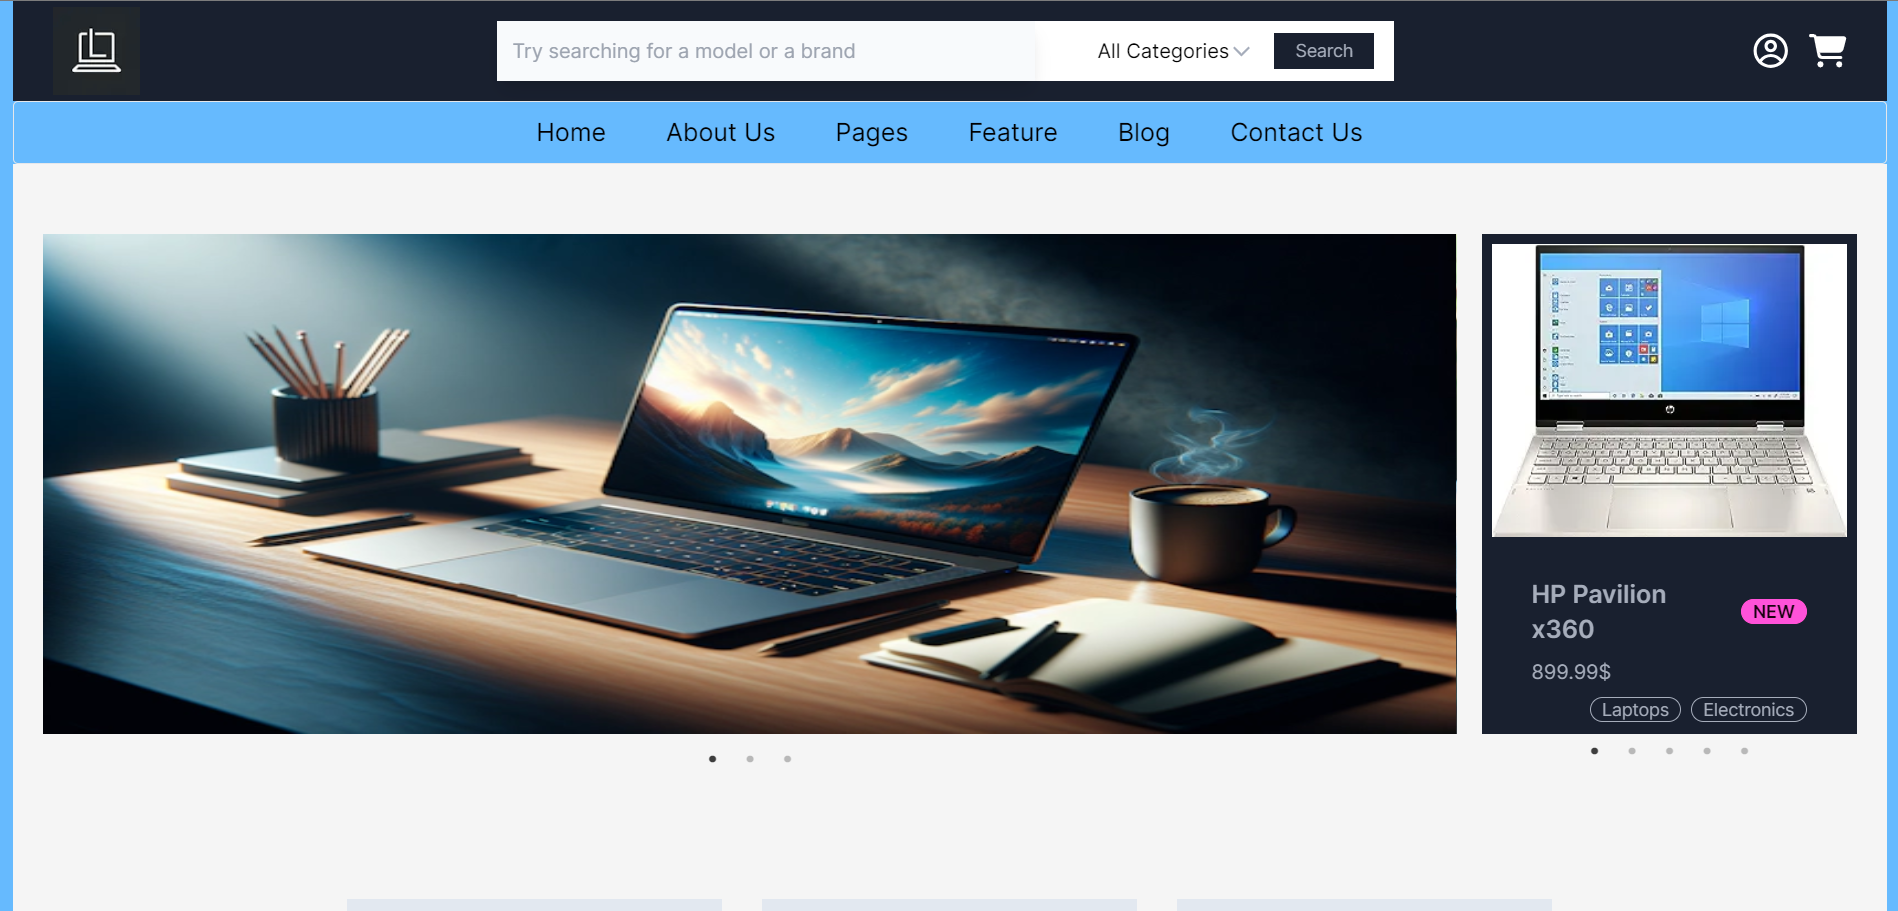 Try searching for a model or a brand
All Categories
Search
Home
About Us
Pages
Feature
Blog
Contact Us
HP Pavilion
x360
NEW
899.99$
Laptops
Electronics